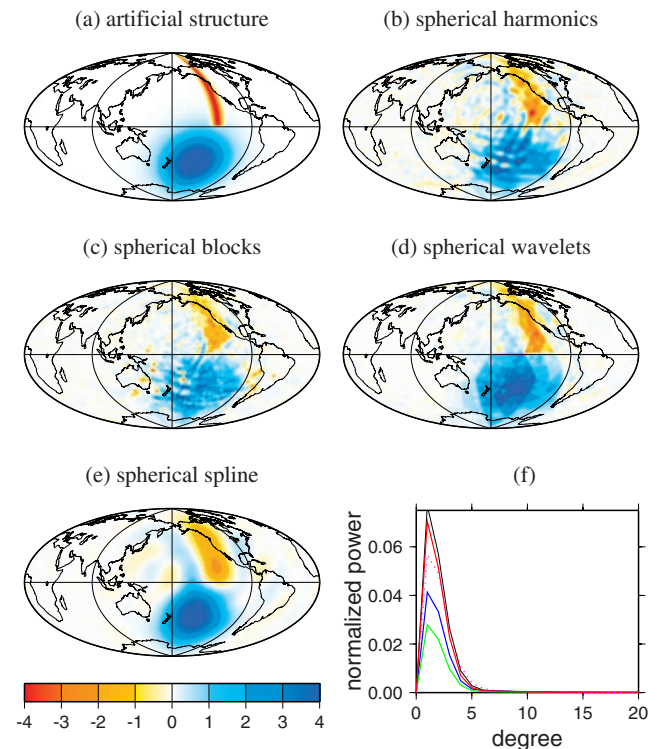 (a) artificial structure
(b) spherical harmonics
(c) spherical blocks
(d) spherical wavelets
(e) spherical spline
(f)
-4 -3 -2 -1 0 1 2 3 4
normalized power
0.06
0.04
0.02
0.00
0 5 10 15 20
degree